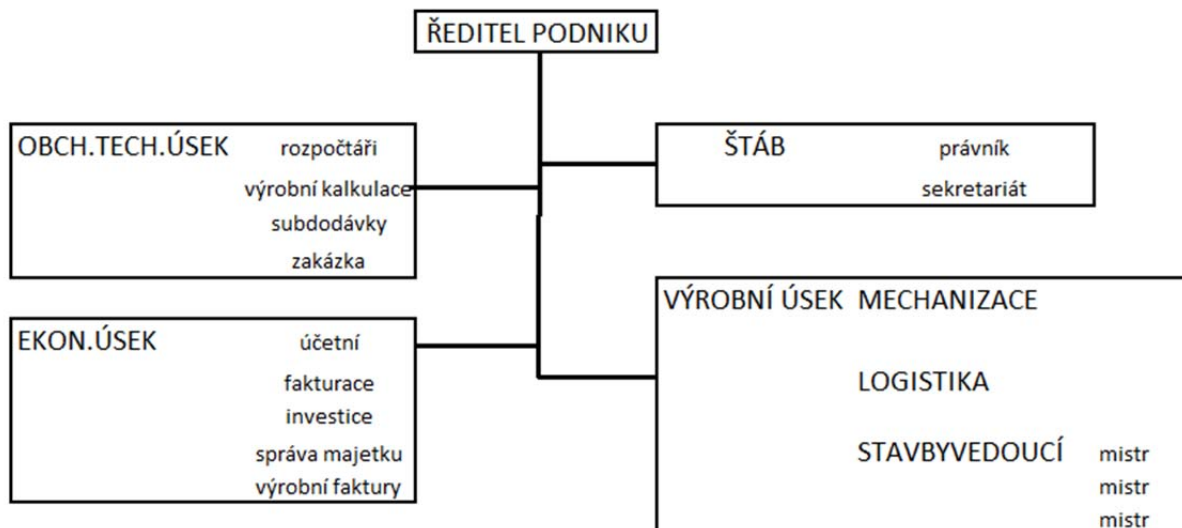 ŘEDITEL PODNIKU
OBCH.TECH.ÚSEK rozpočtáři
výrobní kalkulace
subdodávky
zakázka
ŠTÁB právník
sekretariát
EKON.ÚSEK účetní
fakturace
investice
správa majetku
výrobní faktury
VÝROBNÍ ÚSEK MECHANIZACE
LOGISTIKA
STAVBYVEDOUCÍ mistr
mistr
mistr